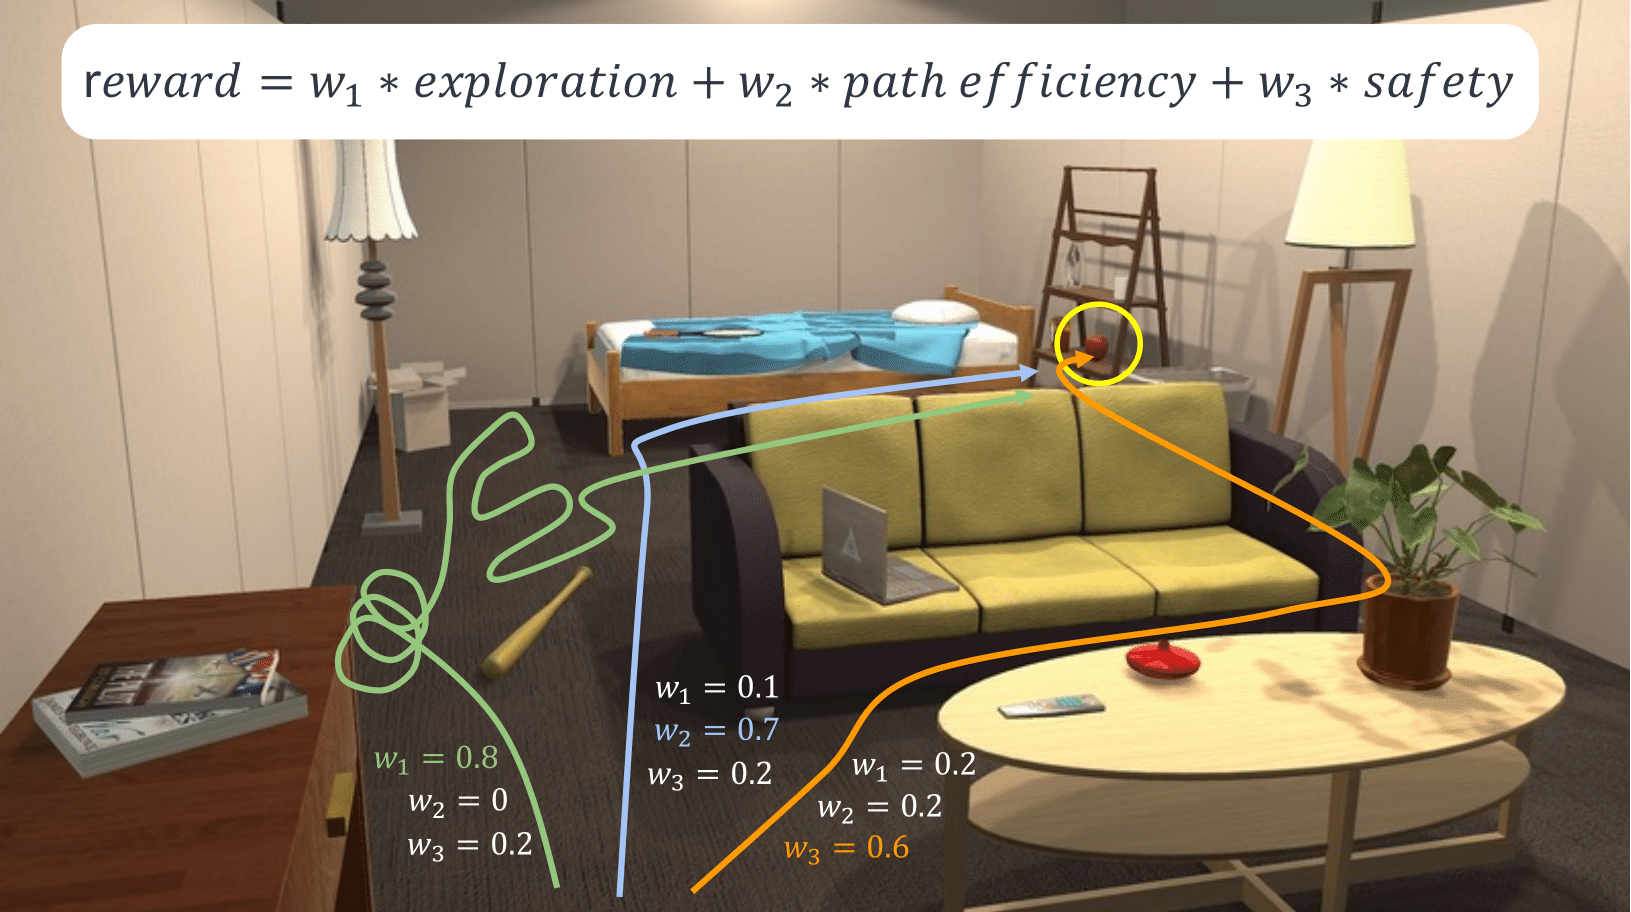 reward = w₁ * exploration + w₂ * path efficiency + w₃ * safety
w₁ = 0.1
w₂ = 0.7
w₃ = 0.2
w₁ = 0.8
w₂ = 0
w₃ = 0.2
w₁ = 0.2
w₂ = 0.2
w₃ = 0.6